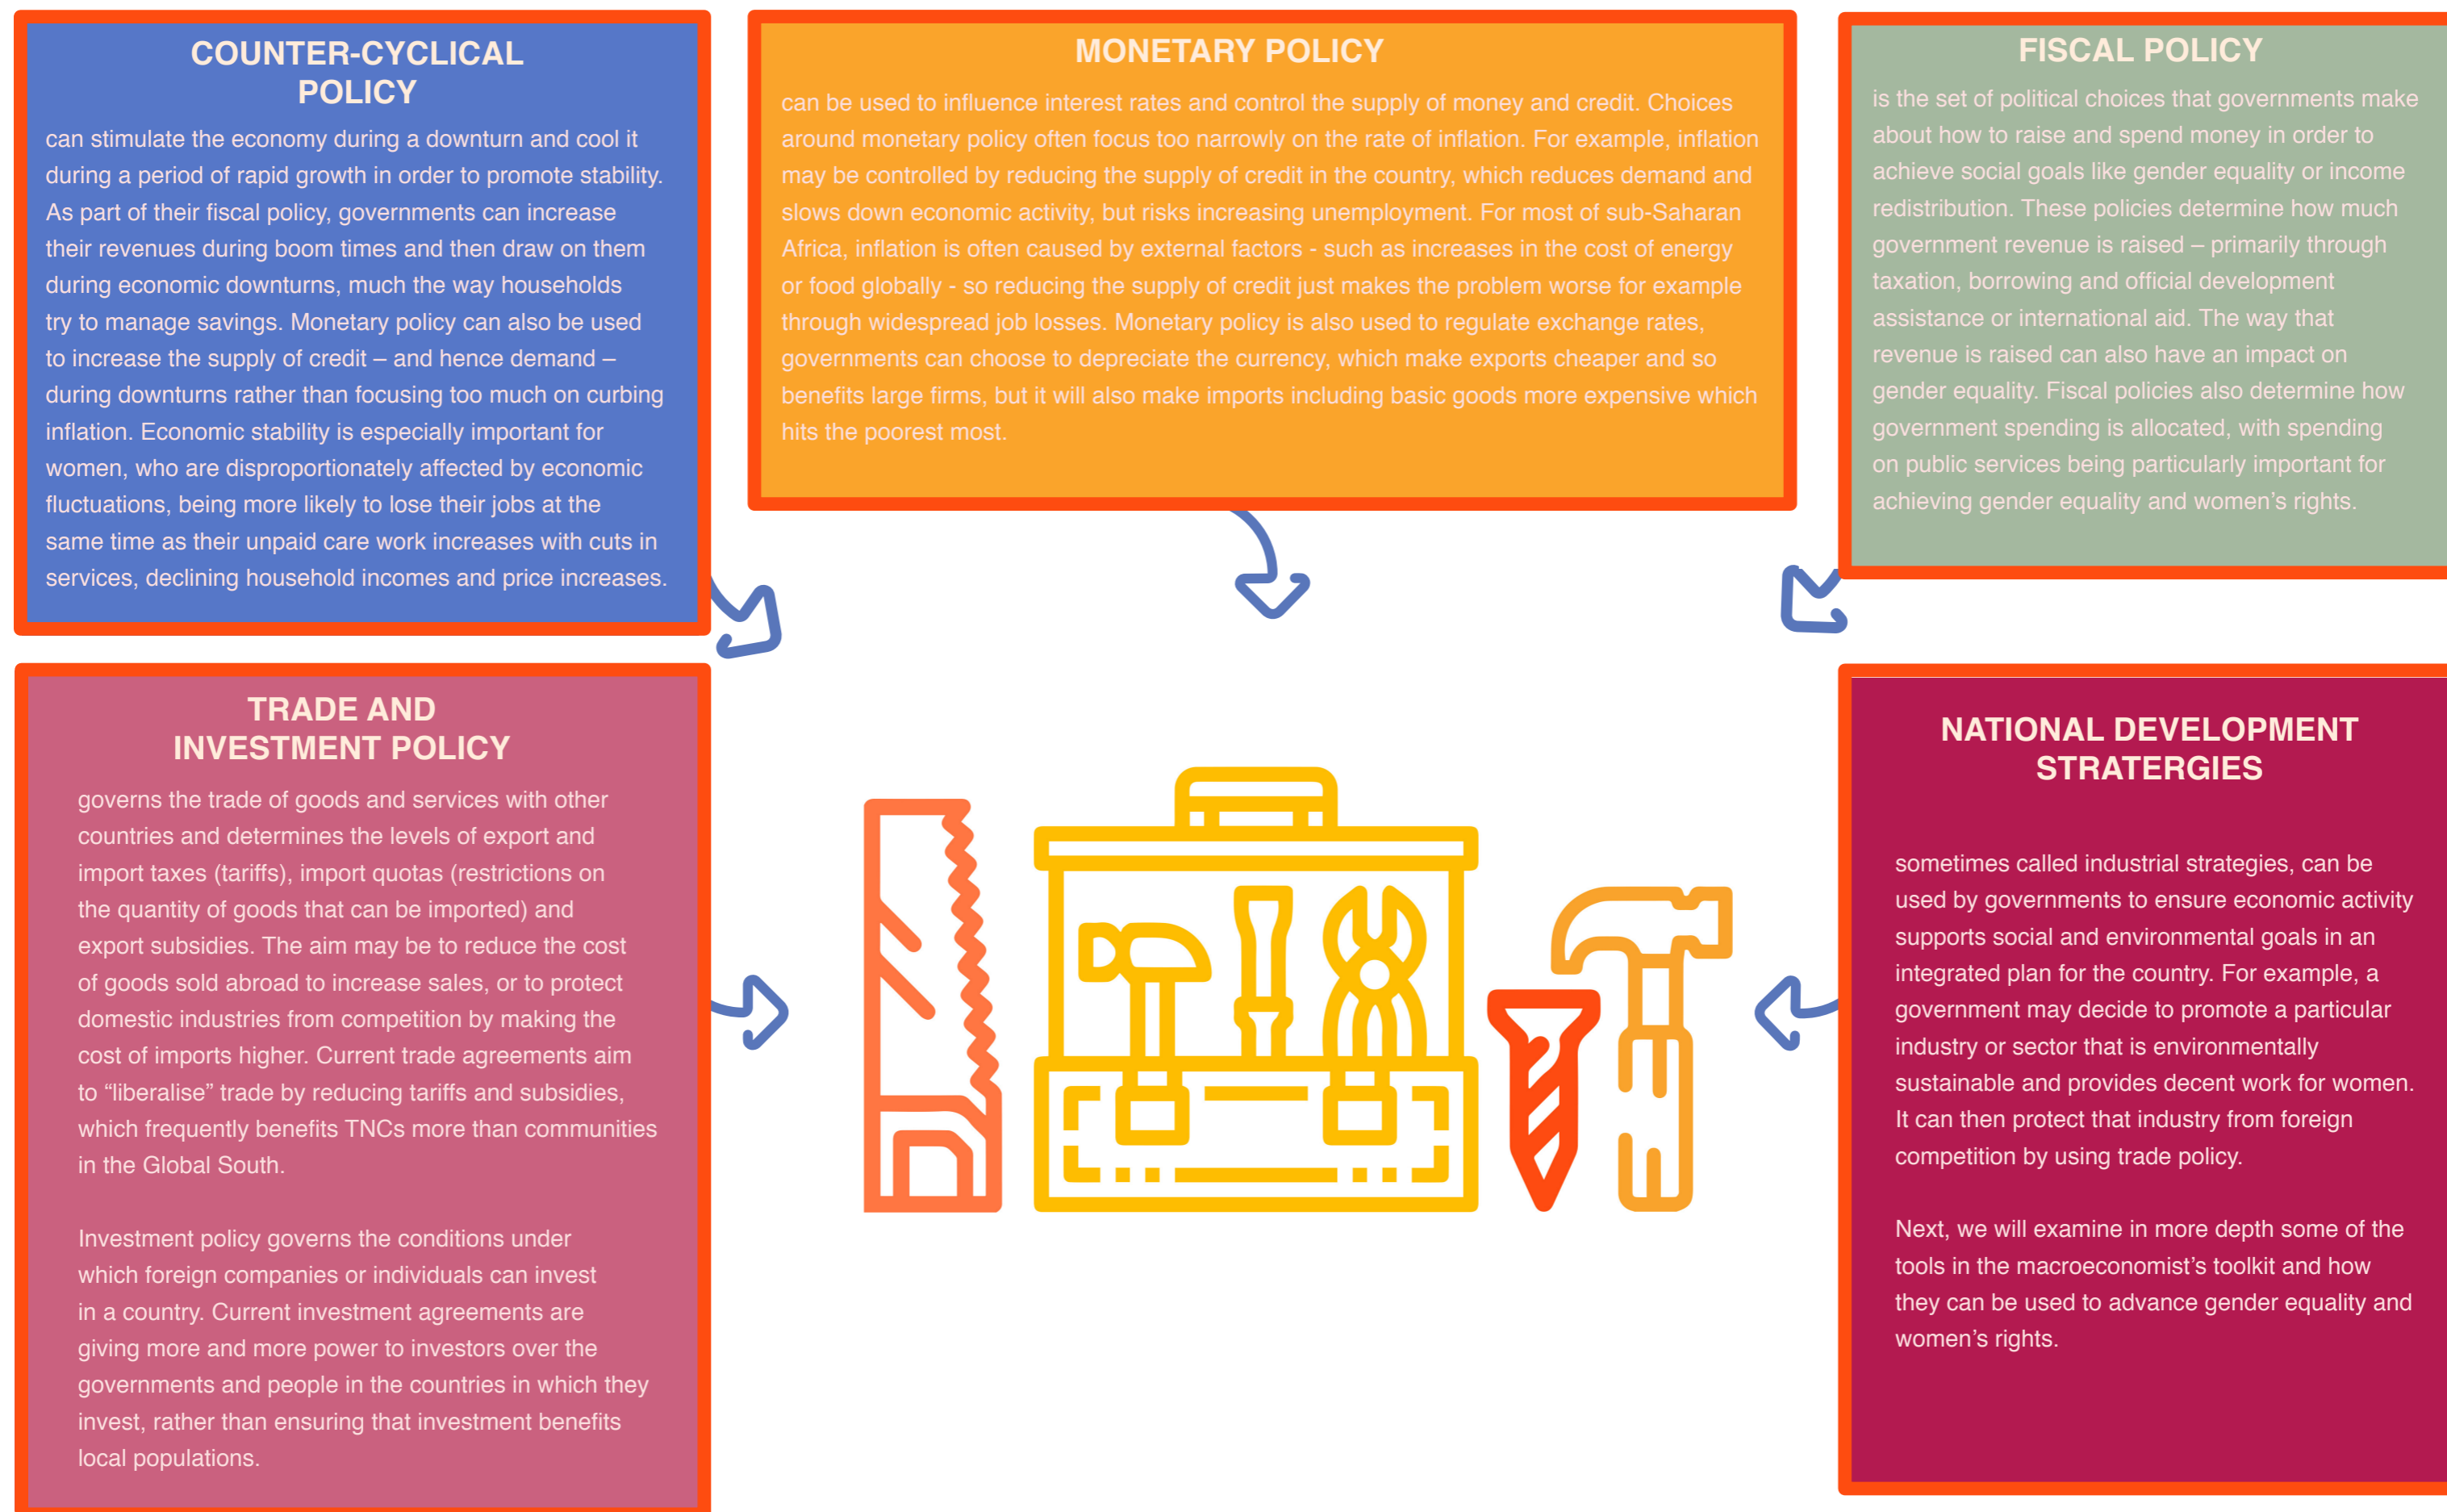 COUNTER-CYCLICAL
POLICY
can stimulate the economy during a downturn and cool it
during a period of rapid growth in order to promote stability.
As part of their fiscal policy, governments can increase
their revenues during boom times and then draw on them
during economic downturns, much the way households
try to manage savings. Monetary policy can also be used
to increase the supply of credit – and hence demand –
during downturns rather than focusing too much on curbing
inflation. Economic stability is especially important for
women, who are disproportionately affected by economic
fluctuations, being more likely to lose their jobs at the
same time as their unpaid care work increases with cuts in
services, declining household incomes and price increases.
MONETARY POLICY
can be used to influence interest rates and control the supply of money and credit. Choices
around monetary policy often focus too narrowly on the rate of inflation. For example, inflation
may be controlled by reducing the supply of credit in the country, which reduces demand and
slows down economic activity, but risks increasing unemployment. For most of sub-Saharan
Africa, inflation is often caused by external factors - such as increases in the cost of energy
or food globally - so reducing the supply of credit just makes the problem worse for example
through widespread job losses. Monetary policy is also used to regulate exchange rates,
governments can choose to depreciate the currency, which make exports cheaper and so
benefits large firms, but it will also make imports including basic goods more expensive which
hits the poorest most.
FISCAL POLICY
is the set of political choices that governments make
about how to raise and spend money in order to
achieve social goals like gender equality or income
redistribution. These policies determine how much
government revenue is raised – primarily through
taxation, borrowing and official development
assistance or international aid. The way that
revenue is raised can also have an impact on
gender equality. Fiscal policies also determine how
government spending is allocated, with spending
on public services being particularly important for
achieving gender equality and women's rights.
TRADE AND
INVESTMENT POLICY
governs the trade of goods and services with other
countries and determines the levels of export and
import taxes (tariffs), import quotas (restrictions on
the quantity of goods that can be imported) and
export subsidies. The aim may be to reduce the cost
of goods sold abroad to increase sales, or to protect
domestic industries from competition by making the
cost of imports higher. Current trade agreements aim
to “liberalise” trade by reducing tariffs and subsidies,
which frequently benefits TNCs more than communities
in the Global South.
Investment policy governs the conditions under
which foreign companies or individuals can invest
in a country. Current investment agreements are
giving more and more power to investors over the
governments and people in the countries in which they
invest, rather than ensuring that investment benefits
local populations.
NATIONAL DEVELOPMENT
STRATERGIES
sometimes called industrial strategies, can be
used by governments to ensure economic activity
supports social and environmental goals in an
integrated plan for the country. For example, a
government may decide to promote a particular
industry or sector that is environmentally
sustainable and provides decent work for women.
It can then protect that industry from foreign
competition by using trade policy.
Next, we will examine in more depth some of the
tools in the macroeconomist’s toolkit and how
they can be used to advance gender equality and
women’s rights.